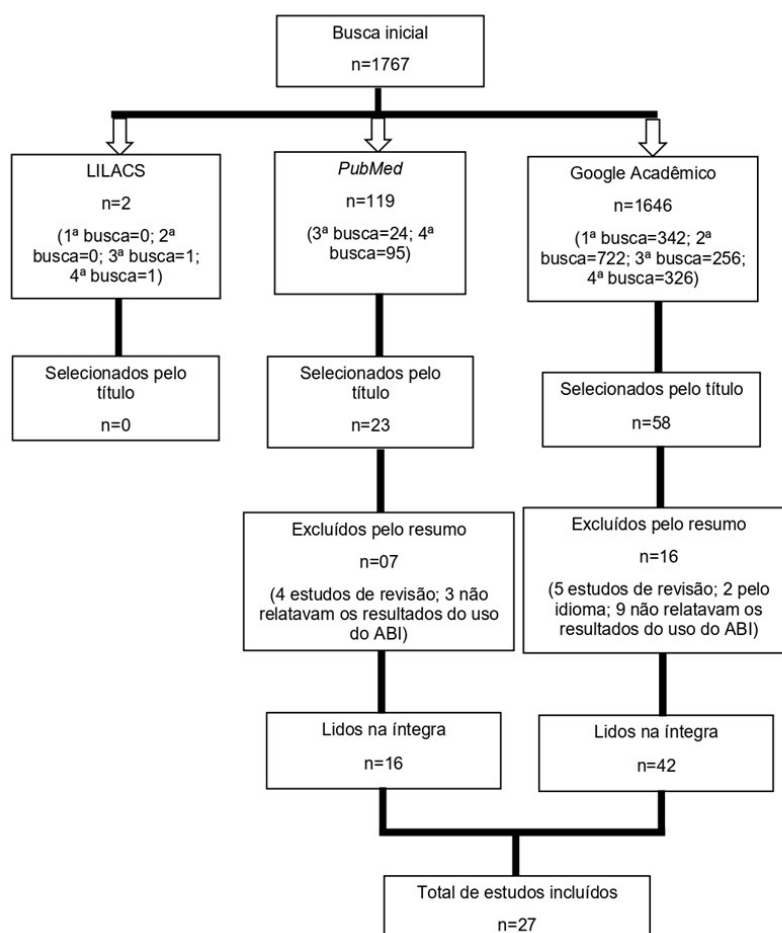 Busca inicial
n=1767
LILACS
n=2
(1ª busca=0; 2ª
busca=0; 3ª busca=1;
4ª busca=1)
PubMed
n=119
(3ª busca=24; 4ª
busca=95)
Google Acadêmico
n=1646
(1ª busca=342; 2ª
busca=722; 3ª busca=256;
4ª busca=326)
Selecionados pelo
título
n=0
Selecionados pelo
título
n=23
Selecionados pelo título
n=58
Excluídos pelo resumo
n=07
(4 estudos de revisão; 3 não
relatavam os resultados do uso
do ABI)
Excluídos pelo resumo
n=16
(5 estudos de revisão; 2 pelo
idioma; 9 não relatavam os
resultados do uso do ABI)
Lidos na íntegra
n=16
Lidos na íntegra
n=42
Total de estudos incluídos
n=27